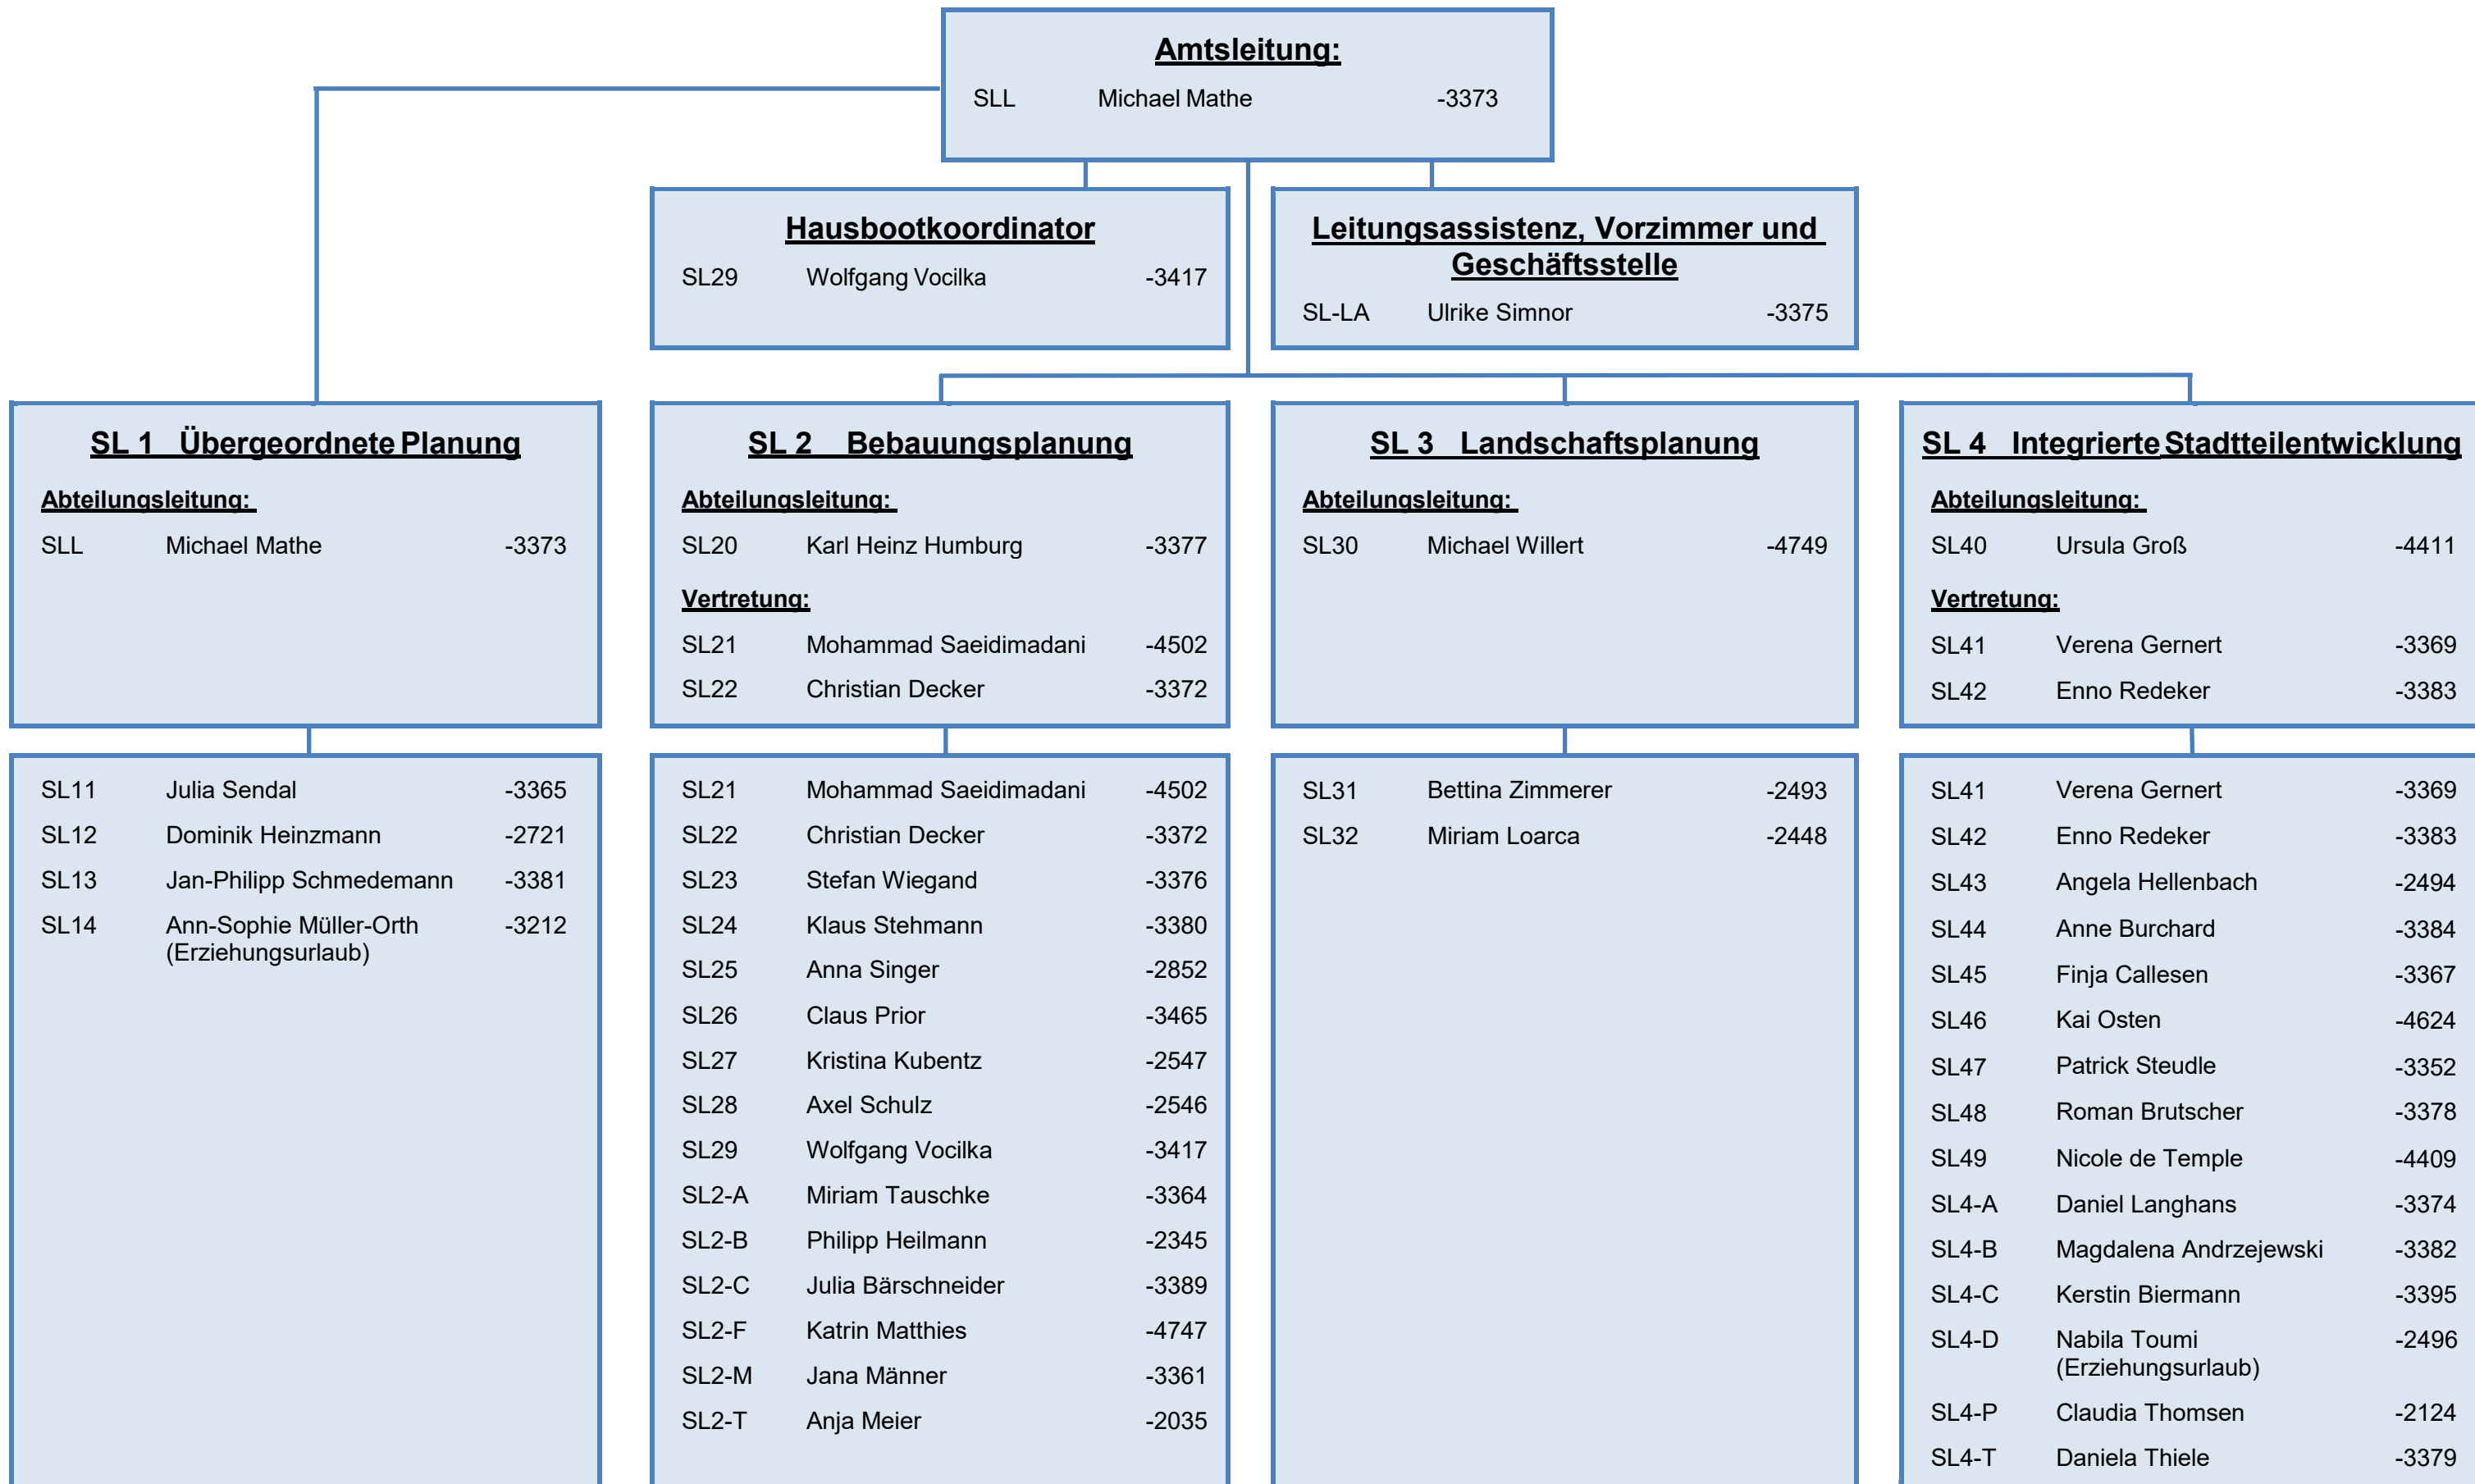 Amtsleitung:
SLL Michael Mathe -3373
Hausbootkoordinator
SL29 Wolfgang Vocilka -3417
Leitungsassistenz, Vorzimmer und
Geschäftsstelle
SL-LA Ulrike Simnor -3375
SL 1 Übergeordnete Planung
Abteilungsleitung:
SLL Michael Mathe -3373
SL11 Julia Sendal -3365
SL12 Dominik Heinzmann -2721
SL13 Jan-Philipp Schmedemann -3381
SL14 Ann-Sophie Müller-Orth -3212
(Erziehungsurlaub)
SL 2 Bebauungsplanung
Abteilungsleitung:
SL20 Karl Heinz Humburg -3377
Vertretung:
SL21 Mohammad Saeidimadani -4502
SL22 Christian Decker -3372
SL21 Mohammad Saeidimadani -4502
SL22 Christian Decker -3372
SL23 Stefan Wiegand -3376
SL24 Klaus Stehmann -3380
SL25 Anna Singer -2852
SL26 Claus Prior -3465
SL27 Kristina Kubentz -2547
SL28 Axel Schulz -2546
SL29 Wolfgang Vocilka -3417
SL2-A Miriam Tauschke -3364
SL2-B Philipp Heilmann -2345
SL2-C Julia Bärschneider -3389
SL2-F Katrin Matthies -4747
SL2-M Jana Männer -3361
SL2-T Anja Meier -2035
SL 3 Landschaftsplanung
Abteilungsleitung:
SL30 Michael Willert -4749
SL31 Bettina Zimmerer -2493
SL32 Miriam Loarca -2448
SL 4 Integrierte Stadtteilentwicklung
Abteilungsleitung:
SL40 Ursula Groß -4411
Vertretung:
SL41 Verena Gernert -3369
SL42 Enno Redeker -3383
SL41 Verena Gernert -3369
SL42 Enno Redeker -3383
SL43 Angela Hellenbach -2494
SL44 Anne Burchard -3384
SL45 Finja Callesen -3367
SL46 Kai Osten -4624
SL47 Patrick Steudle -3352
SL48 Roman Brutscher -3378
SL49 Nicole de Temple -4409
SL4-A Daniel Langhans -3374
SL4-B Magdalena Andrzejewski -3382
SL4-C Kerstin Biermann -3395
SL4-D Nabila Toumi -2496
(Erziehungsurlaub)
SL4-P Claudia Thomsen -2124
SL4-T Daniela Thiele -3379